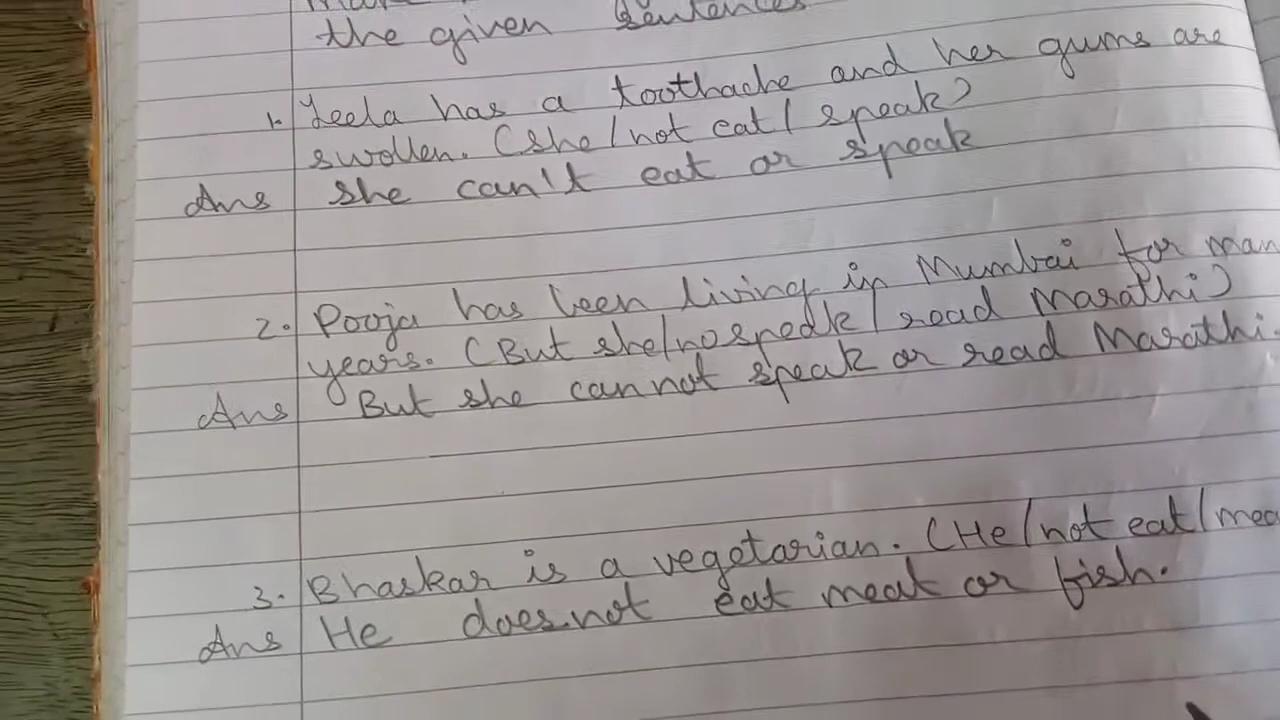 the given sentences
1. Leela has a toothache and her gums are
swollen. (She/not eat/speak)
Ans she can't eat or speak
2. Pooja has been living in Mumbai for man
years. (But she/no speak/read Marathi)
Ans But she cannot speak or read Marathi.
3. Bhaskar is a vegetarian. (He/not eat/mea
Ans He does not eat meat or fish.